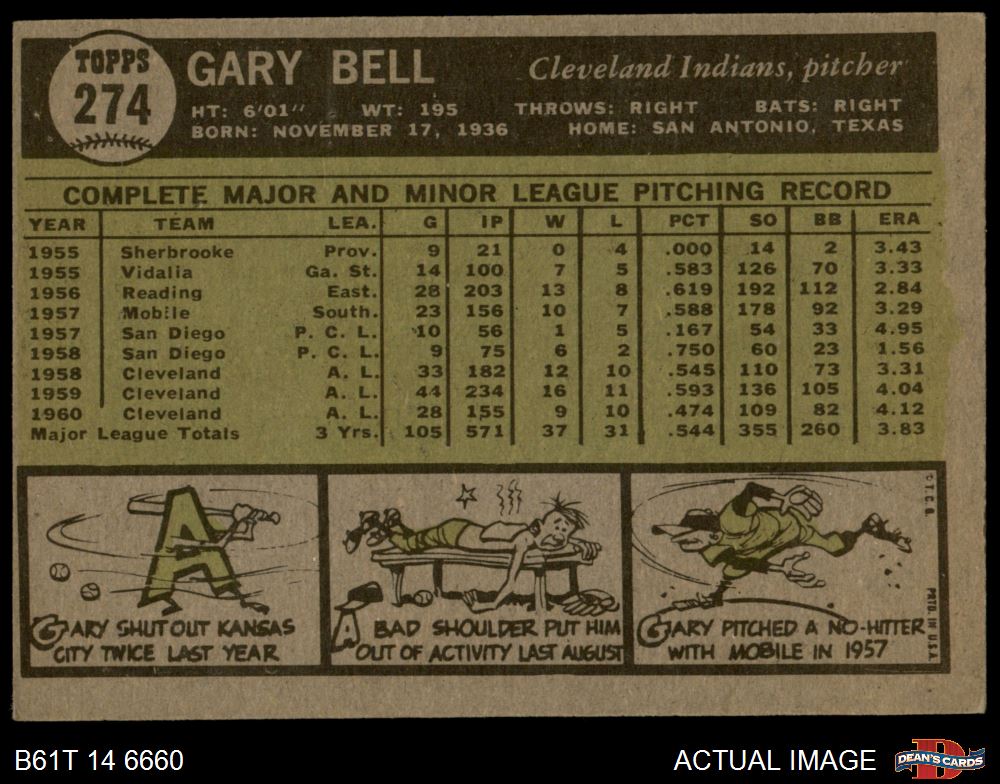 TOPPS
274
GARY BELL
Cleveland Indians, pitcher
HT: 6'01" WT: 195 THROWS: RIGHT BATS: RIGHT
BORN: NOVEMBER 17, 1936 HOME: SAN ANTONIO, TEXAS
COMPLETE MAJOR AND MINOR LEAGUE PITCHING RECORD
YEAR TEAM LEA. G IP W L PCT SO BB ERA
1955 Sherbrooke Prov. 9 21 0 4 .000 14 2 3.43
1955 Vidalia Ga. St. 14 100 7 5 .583 126 70 3.33
1956 Reading East. 28 203 13 8 .619 192 112 2.84
1957 Mobile South. 23 156 10 7 .588 178 92 3.29
1957 San Diego P. C. L. 10 56 1 5 .167 54 33 4.95
1958 San Diego P. C. L. 9 75 6 2 .750 60 23 1.56
1958 Cleveland A. L. 33 182 12 10 .545 110 73 3.31
1959 Cleveland A. L. 44 234 16 11 .593 136 105 4.04
1960 Cleveland A. L. 28 155 9 10 .474 109 82 4.12
Major League Totals 3 Yrs. 105 571 37 31 .544 355 260 3.83
A
GARY SHUT OUT KANSAS
CITY TWICE LAST YEAR
A BAD SHOULDER PUT HIM
OUT OF ACTIVITY LAST AUGUST
GARY PITCHED A NO-HITTER
WITH MOBILE IN 1957
© T. C. G.
PRTD. IN U.S.A.
B61T 14 6660
ACTUAL IMAGE
D
DEAN'S CARDS